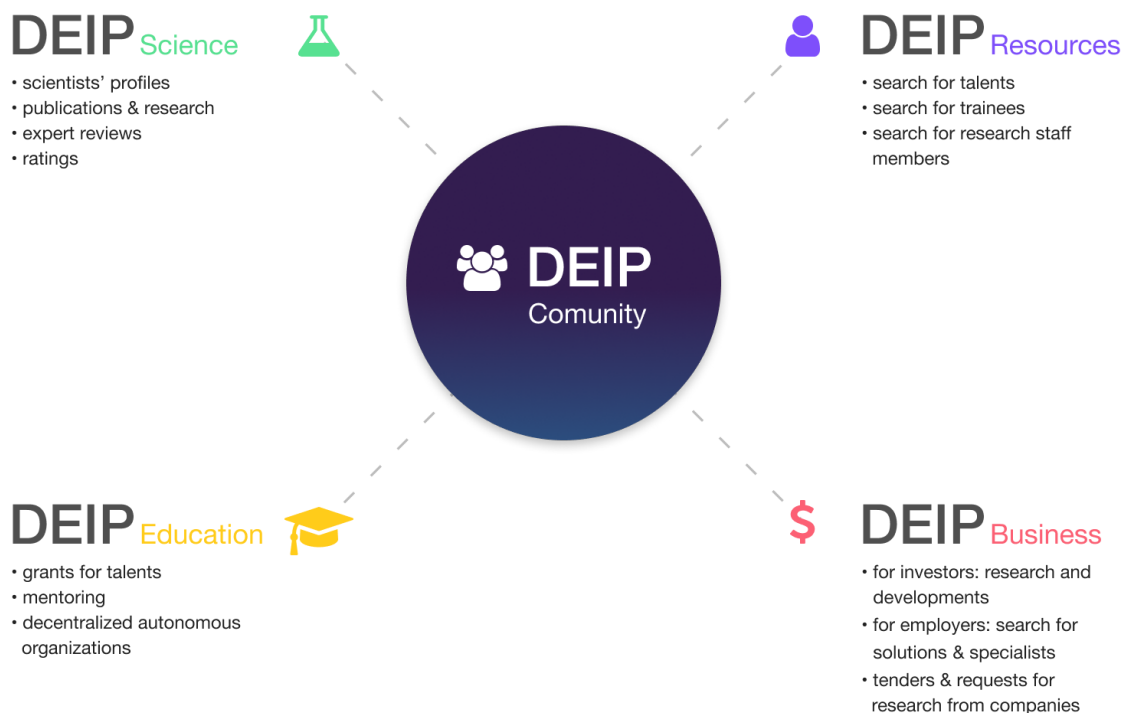 DEIP Science
• scientists’ profiles
• publications & research
• expert reviews
• ratings
DEIP Resources
• search for talents
• search for trainees
• search for research staff
members
DEIP
Comunity
DEIP Education
• grants for talents
• mentoring
• decentralized autonomous
organizations
DEIP Business
• for investors: research and
developments
• for employers: search for
solutions & specialists
• tenders & requests for
research from companies